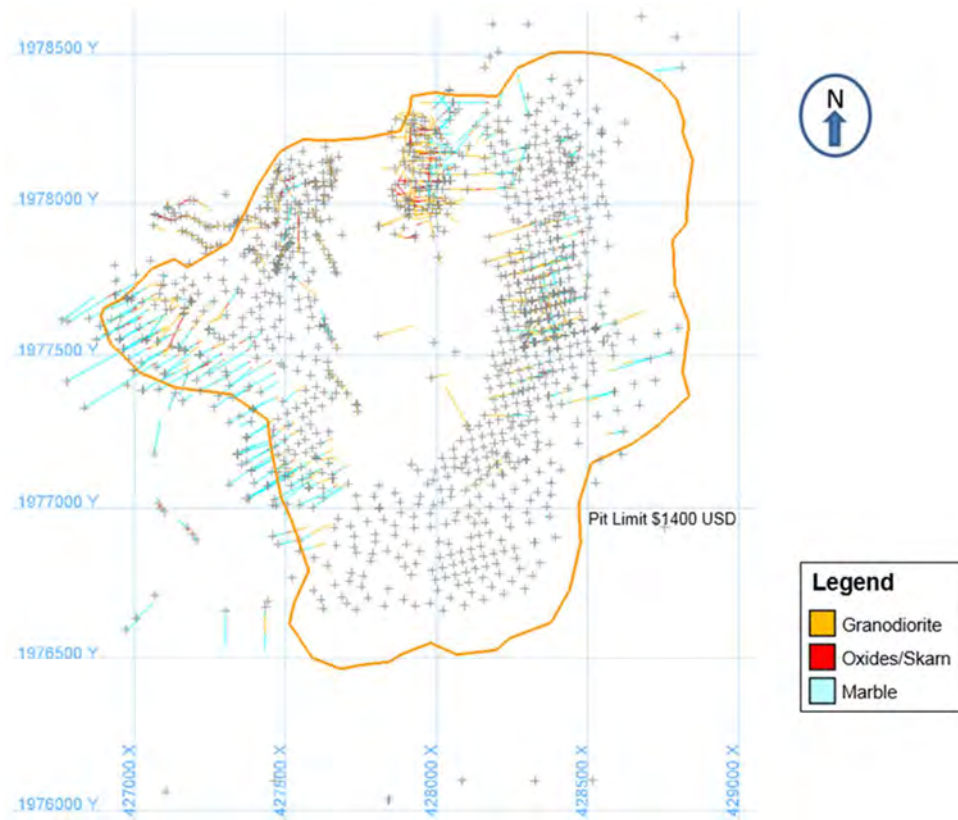 1978500 Y
N
1978000 Y
1977500 Y
1977000 Y
Pit Limit $1400 USD
Legend
Granodiorite
Oxides/Skarn
Marble
1976500 Y
1976000 Y
427000 X
427500 X
428000 X
428500 X
429000 X